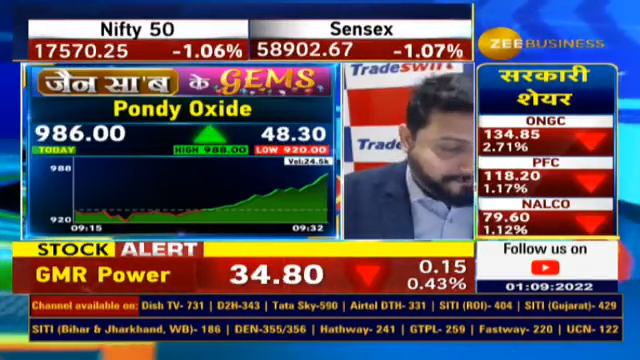 Nifty 50
17570.25 -1.06%
Sensex
58902.67 -1.07%
ZEE BUSINESS
जैन सा'ब के GEMS
Pondy Oxide
986.00 48.30
TODAY HIGH 988.00 LOW 920.00
Vol:24.5k
988
920
09:15 09:32
TradeSwift
Trade
सरकारी
शेयर
ONGC
134.85
2.71%
PFC
118.20
1.17%
NALCO
79.60
1.12%
STOCK ALERT
GMR Power 34.80 0.15
0.43%
Follow us on
01:09:2022
Channel available on: Dish TV- 731 | D2H-343 | Tata Sky-590 | Airtel DTH- 331 | SITI (ROI)- 404 | SITI (Gujarat)- 429
SITI (Bihar & Jharkhand, WB)- 186 | DEN-355/356 | Hathway- 241 | GTPL- 259 | Fastway- 220 | UCN- 122